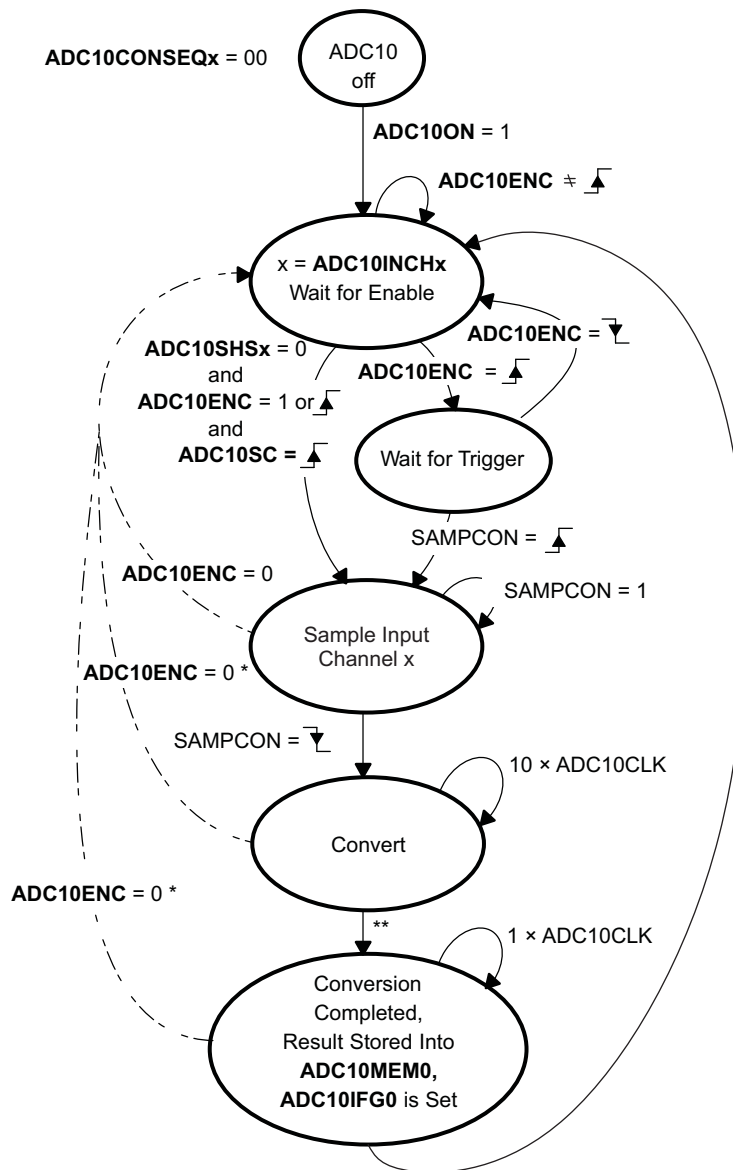 ADC10CONSEQx = 00
ADC10
off
ADC10ON = 1
ADC10ENC ≠
x = ADC10INCHx
Wait for Enable
ADC10SHSx = 0
and
ADC10ENC = 1 or
and
ADC10SC =
ADC10ENC =
ADC10ENC =
Wait for Trigger
SAMPCON =
SAMPCON = 1
ADC10ENC = 0
Sample Input
Channel x
ADC10ENC = 0 *
SAMPCON =
10 × ADC10CLK
Convert
ADC10ENC = 0 *
**
1 × ADC10CLK
Conversion
Completed,
Result Stored Into
ADC10MEM0,
ADC10IFG0 is Set